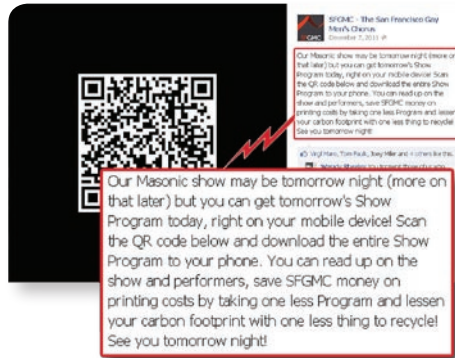 SFGMC - The San Francisco Gay
Men's Chorus
December 7, 2011
Our Masonic show may be tomorrow night (more on
that later) but you can get tomorrow's Show
Program today, right on your mobile device! Scan
the QR code below and download the entire Show
Program to your phone. You can read up on the
show and performers, save SFGMC money on
printing costs by taking one less Program and lessen
your carbon footprint with one less thing to recycle!
See you tomorrow night!
Our Masonic show may be tomorrow night (more on
that later) but you can get tomorrow's Show
Program today, right on your mobile device! Scan
the QR code below and download the entire Show
Program to your phone. You can read up on the
show and performers, save SFGMC money on
printing costs by taking one less Program and lessen
your carbon footprint with one less thing to recycle!
See you tomorrow night!